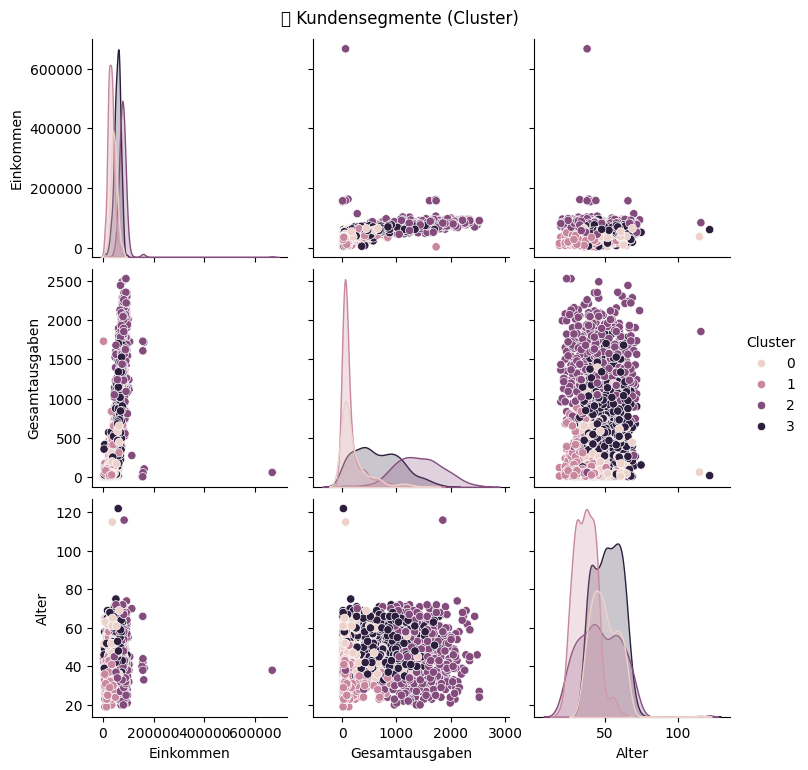 Kundensegmente (Cluster)
Einkommen
600000
400000
200000
0
Gesamtausgaben
2500
2000
1500
1000
500
0
Cluster
0
1
2
3
Alter
120
100
80
60
40
20
0 200000 400000 600000
0 1000 2000 3000
50 100
Einkommen Gesamtausgaben Alter